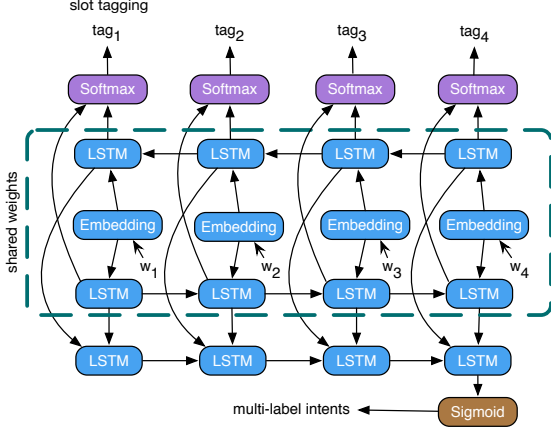 slot tagging
tag1 tag2 tag3 tag4
Softmax Softmax Softmax Softmax
shared weights
LSTM LSTM LSTM LSTM
Embedding Embedding Embedding Embedding
w1 w2 w3 w4
LSTM LSTM LSTM LSTM
LSTM LSTM LSTM LSTM
multi-label intents Sigmoid